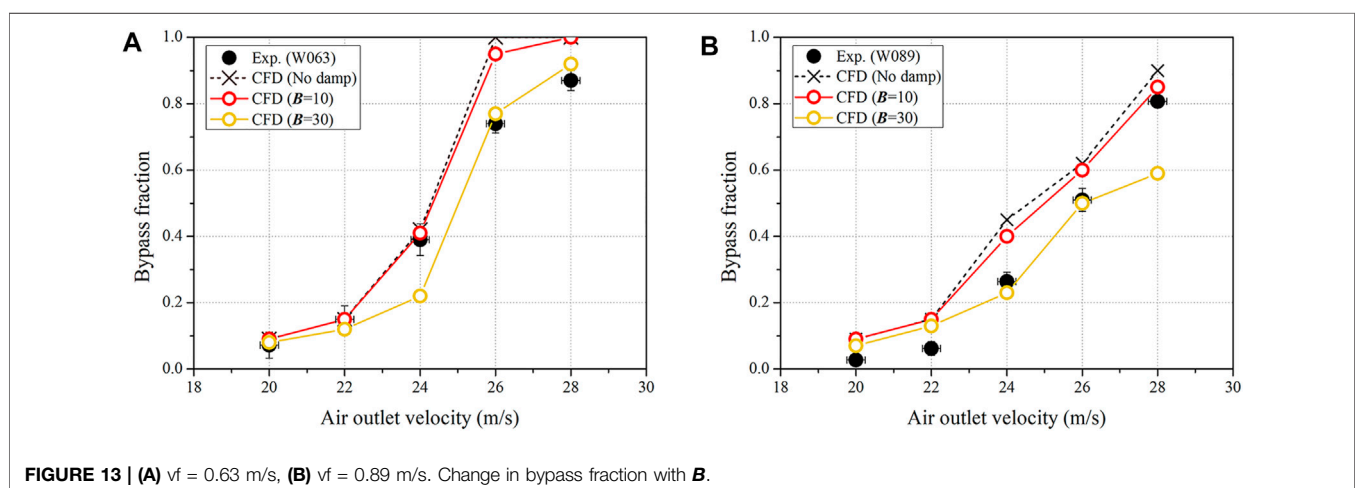 A
Exp. (W063)
CFD (No damp)
CFD (B=10)
CFD (B=30)
Bypass fraction
1.0
0.8
0.6
0.4
0.2
0.0
18 20 22 24 26 28 30
Air outlet velocity (m/s)
B
Exp. (W089)
CFD (No damp)
CFD (B=10)
CFD (B=30)
Bypass fraction
1.0
0.8
0.6
0.4
0.2
0.0
18 20 22 24 26 28 30
Air outlet velocity (m/s)
FIGURE 13 | (A) vf = 0.63 m/s, (B) vf = 0.89 m/s. Change in bypass fraction with B.